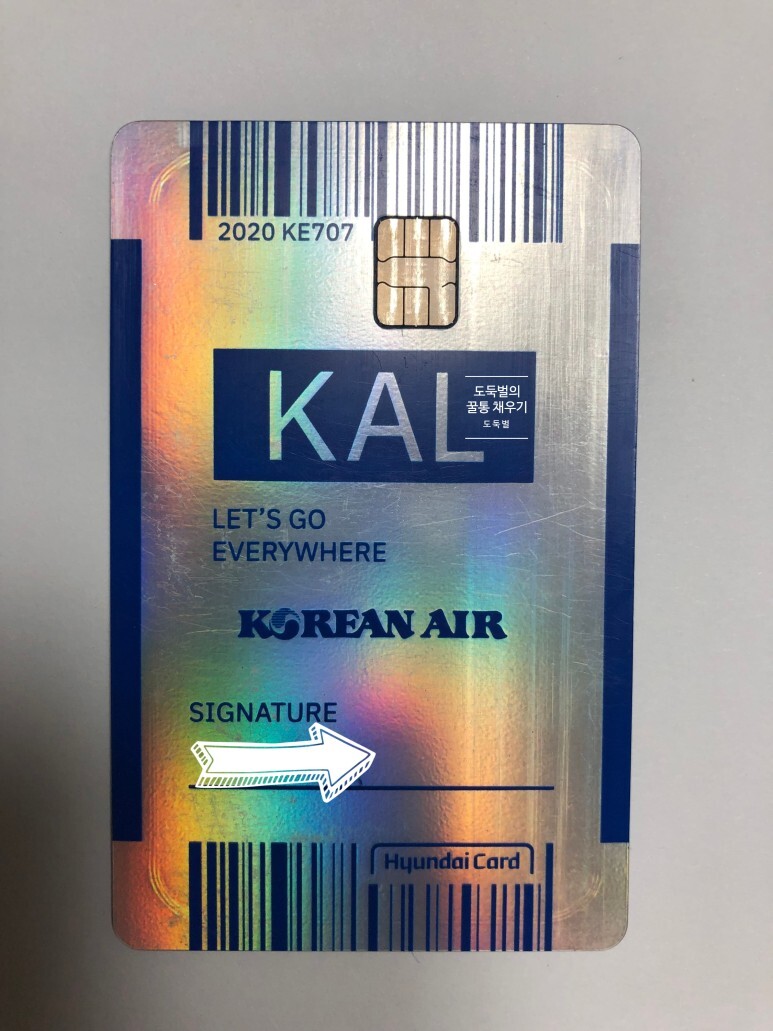 2020 KE707
KAL
도둑벌의
꿀통 채우기
도둑벌
LET'S GO
EVERYWHERE
KOREAN AIR
SIGNATURE
Hyundai Card